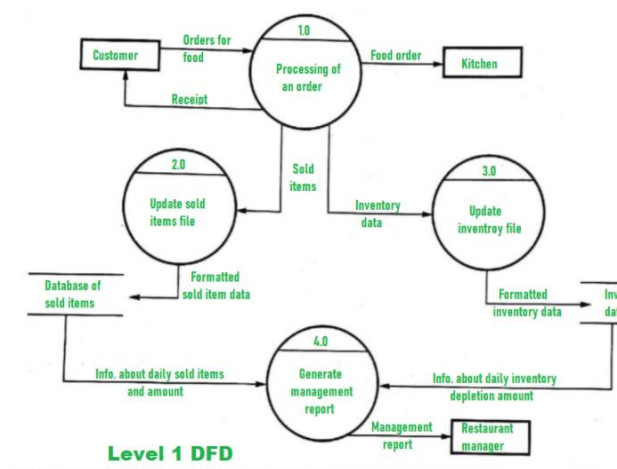 1.0
Processing of
an order
Customer
Orders for
food
Receipt
Food order
Kitchen
Sold
items
Inventory
data
2.0
Update sold
items file
3.0
Update
inventroy file
Formatted
sold item data
Database of
sold items
Formatted
inventory data
4.0
Generate
management
report
Info. about daily sold items
and amount
Info. about daily inventory
depletion amount
Management
report
Restaurant
manager
Level 1 DFD